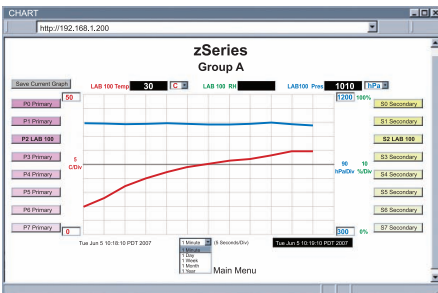 CHART
http://192.168.1.200
zSeries
Group A
Save Current Graph
LAB 100 Temp 30 C LAB 100 RH LAB100 Pres 1010 hPa
50 1200 100%
P0 Primary S0 Secondary
P1 Primary S1 Secondary
P2 LAB 100 S2 LAB 100
P3 Primary S3 Secondary
5 C/Div 90 hPa/Div 10 %/Div
P4 Primary S4 Secondary
P5 Primary S5 Secondary
P6 Primary S6 Secondary
P7 Primary S7 Secondary
0 300 0%
Tue Jun 5 10:18:10 PDT 2007 1 Minute (5 Seconds/Div) Tue Jun 5 10:19:10 PDT 2007
1 Minute
1 Day
1 Week
1 Month
1 Year
Main Menu